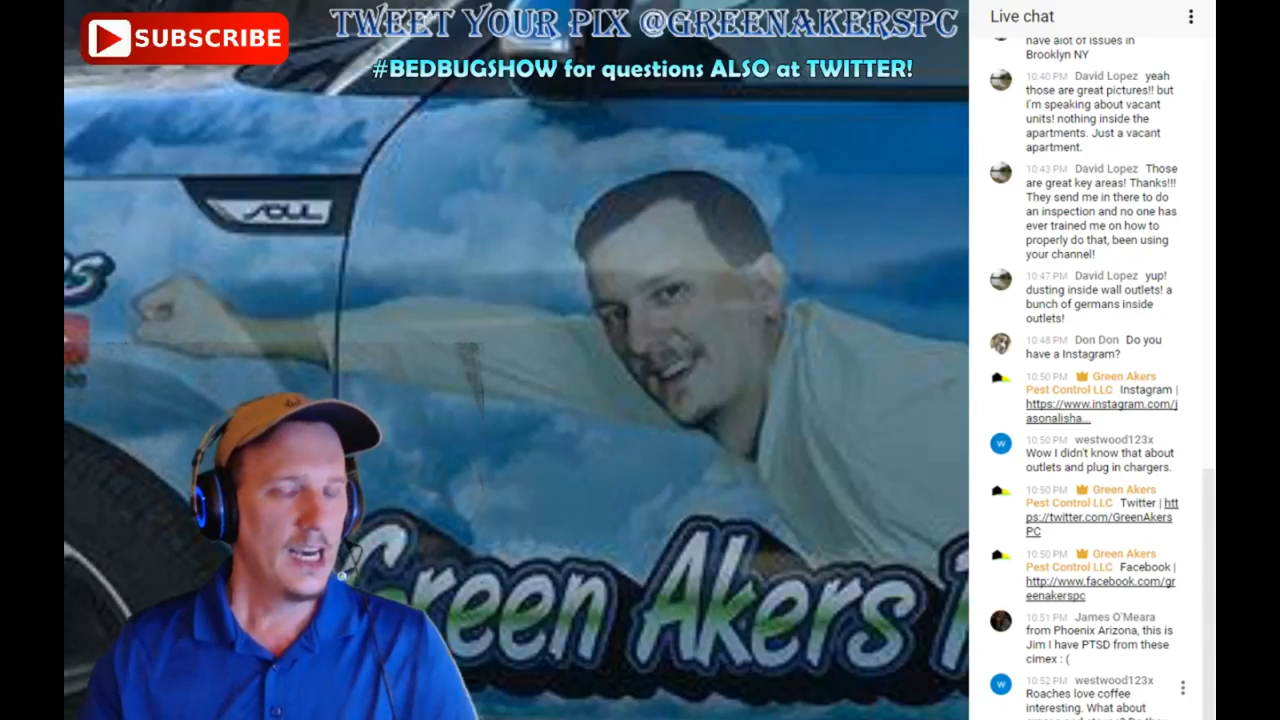 SUBSCRIBE
TWEET YOUR PIX @GREENAKERSPC
#BEDBUGSHOW for questions ALSO at TWITTER!
SOUL
Green Akers
Live chat
have alot of issues in
Brooklyn NY
10:40 PM David Lopez yeah
those are great pictures!! but
I'm speaking about vacant
units! nothing inside the
apartments. Just a vacant
apartment.
10:43 PM David Lopez Those
are great key areas! Thanks!!!
They send me in there to do
an inspection and no one has
ever trained me on how to
properly do that, been using
your channel!
10:47 PM David Lopez yup!
dusting inside wall outlets! a
bunch of germans inside
outlets!
10:48 PM Don Don Do you
have a Instagram?
10:50 PM Green Akers
Pest Control LLC Instagram |
https://www.instagram.com/j
asonalisha...
W
10:50 PM westwood123x
Wow I didn't know that about
outlets and plug in chargers.
10:50 PM Green Akers
Pest Control LLC Twitter | htt
ps://twitter.com/GreenAkers
PC
10:50 PM Green Akers
Pest Control LLC Facebook |
http://www.facebook.com/gr
eenakerspc
10:51 PM James O'Meara
from Phoenix Arizona, this is
Jim I have PTSD from these
cimex : (
W
10:52 PM westwood123x
Roaches love coffee
interesting. What about